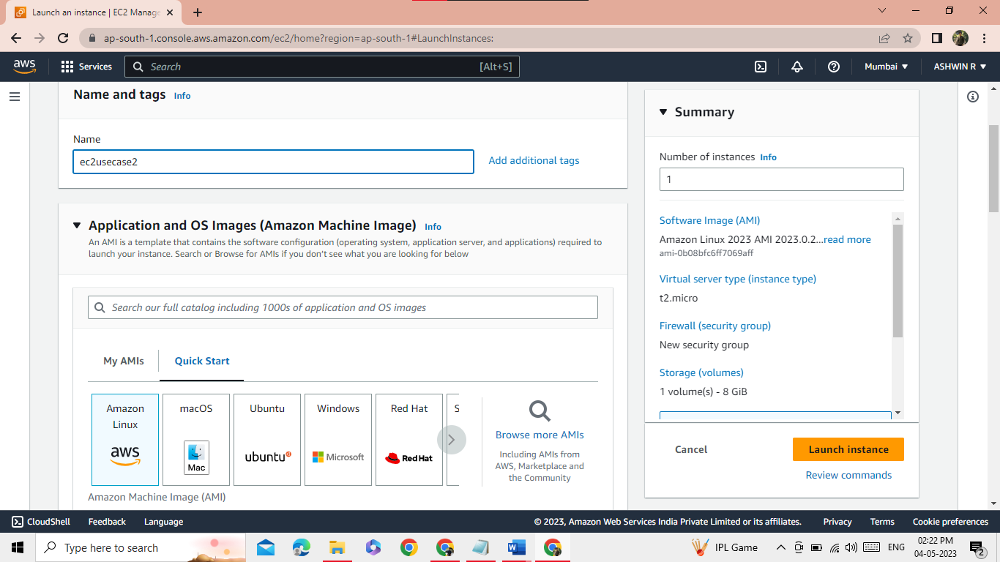 Launch an instance | EC2 Manage
ap-south-1.console.aws.amazon.com/ec2/home?region=ap-south-1#LaunchInstances:
aws
Services
Search
[Alt+S]
Mumbai
ASHWIN R
Name and tags Info
Name
ec2usecase2
Add additional tags
Application and OS Images (Amazon Machine Image) Info
An AMI is a template that contains the software configuration (operating system, application server, and applications) required to
launch your instance. Search or Browse for AMIs if you don't see what you are looking for below
Search our full catalog including 1000s of application and OS images
My AMIs
Quick Start
Amazon
Linux
aws
macOS
Mac
Ubuntu
ubuntu
Windows
Microsoft
Red Hat
Red Hat
S
Browse more AMIs
Including AMIs from
AWS, Marketplace and
the Community
Amazon Machine Image (AMI)
Summary
Number of instances Info
1
Software Image (AMI)
Amazon Linux 2023 AMI 2023.0.2...read more
ami-0b08bfc6ff7069aff
Virtual server type (instance type)
t2.micro
Firewall (security group)
New security group
Storage (volumes)
1 volume(s) - 8 GiB
Cancel
Launch instance
Review commands
CloudShell
Feedback
Language
© 2023, Amazon Web Services India Private Limited or its affiliates.
Privacy
Terms
Cookie preferences
Type here to search
IPL Game
ENG
02:22 PM
04-05-2023
2